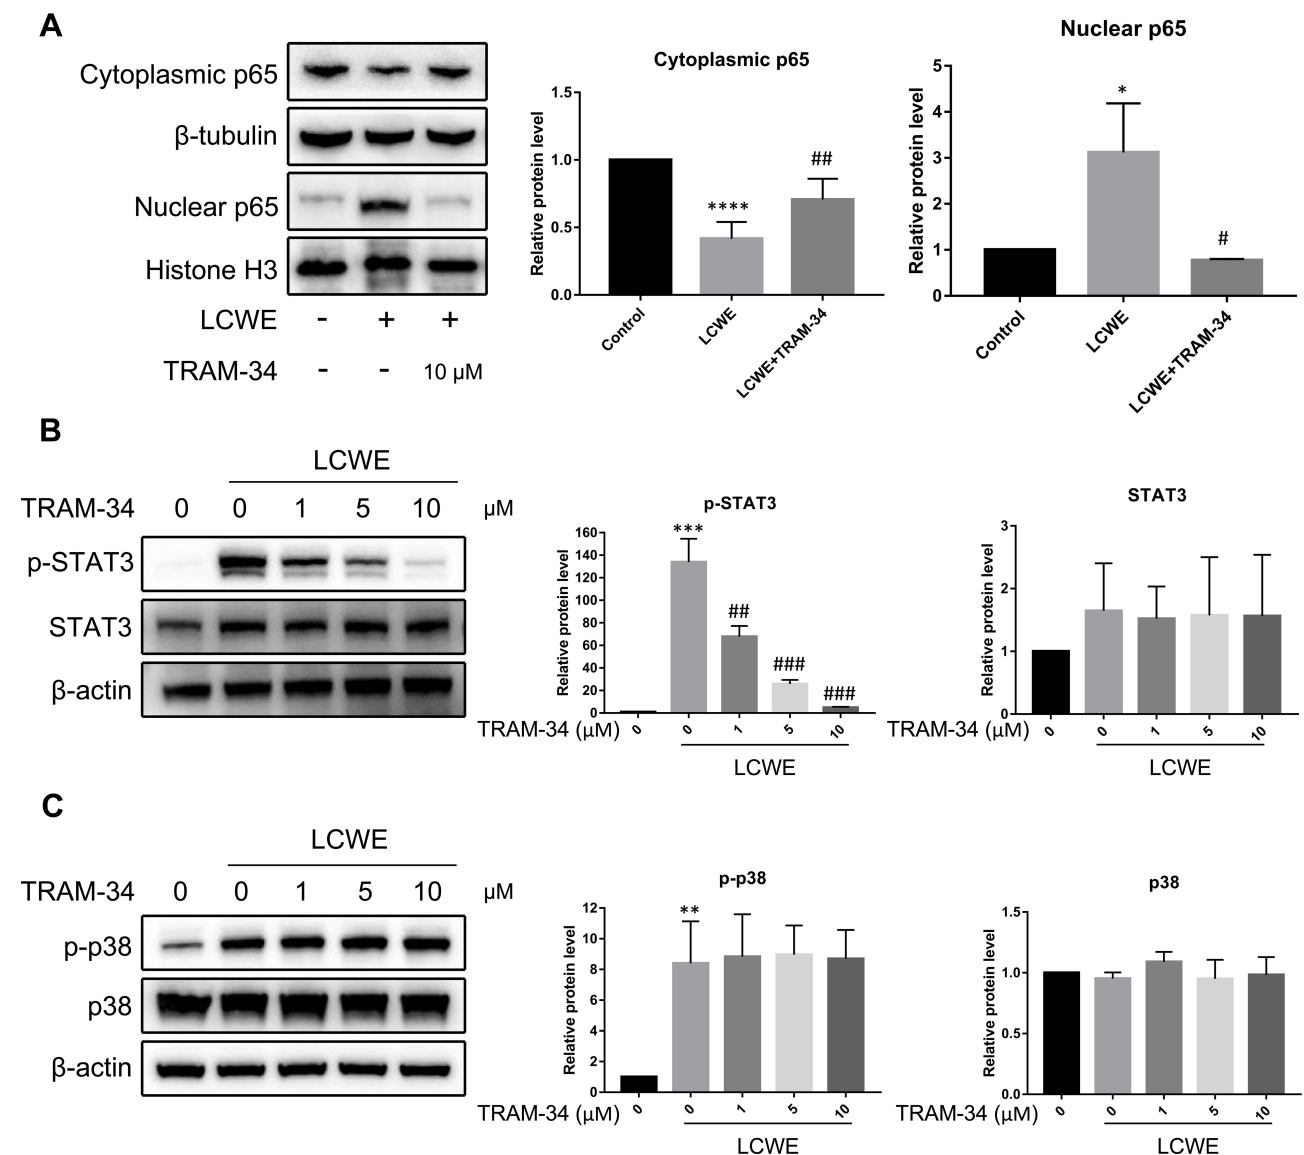 A
Cytoplasmic p65
β-tubulin
Nuclear p65
Histone H3
LCWE - + +
TRAM-34 - - 10 μM
Cytoplasmic p65
Relative protein level
1.5
1.0
0.5
0.0
****
##
Control
LCWE
LCWE+TRAM-34
Nuclear p65
Relative protein level
5
4
3
2
1
0
*
#
Control
LCWE
LCWE+TRAM-34
B
LCWE
TRAM-34 0 0 1 5 10 μM
p-STAT3
STAT3
β-actin
p-STAT3
Relative protein level
160
140
120
100
80
60
40
20
0
***
##
###
###
TRAM-34 (μM) 0 0 1 5 10
LCWE
STAT3
Relative protein level
3
2
1
0
TRAM-34 (μM) 0 0 1 5 10
LCWE
C
LCWE
TRAM-34 0 0 1 5 10 μM
p-p38
p38
β-actin
p-p38
Relative protein level
12
10
8
6
4
2
0
**
TRAM-34 (μM) 0 0 1 5 10
LCWE
p38
Relative protein level
1.5
1.0
0.5
0.0
TRAM-34 (μM) 0 0 1 5 10
LCWE